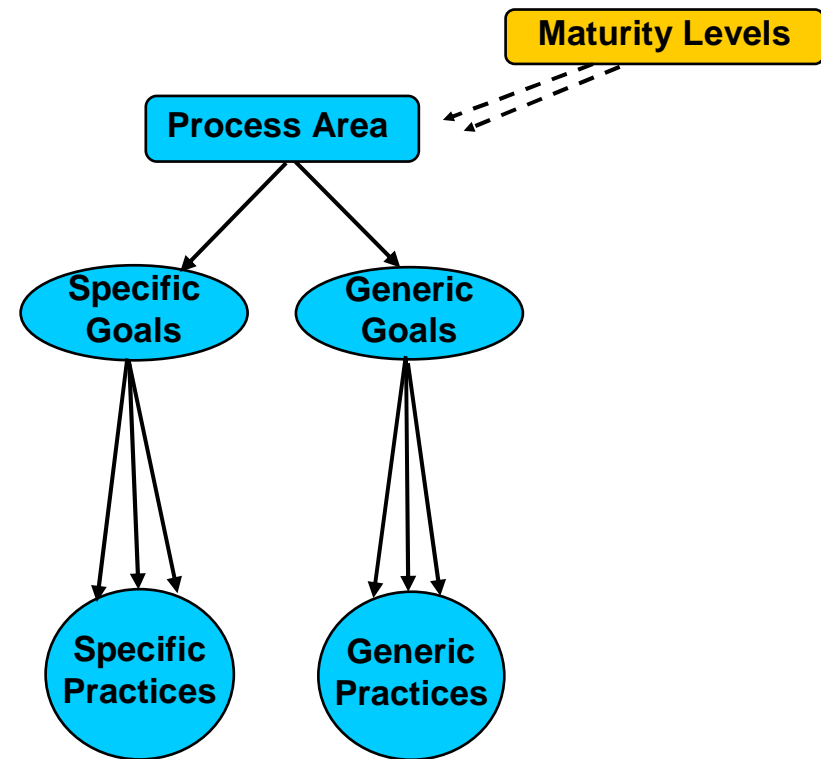 Maturity Levels
Process Area
Specific
Goals
Generic
Goals
Specific
Practices
Generic
Practices